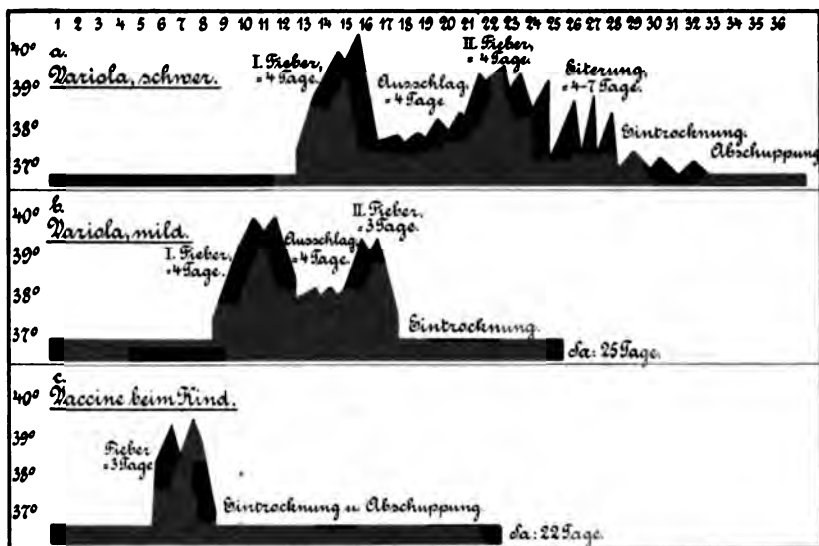 1 2 3 4 5 6 7 8 9 10 11 12 13 14 15 16 17 18 19 20 21 22 23 24 25 26 27 28 29 30 31 32 33 34 35 36
40°
39°
38°
37°
a.
Variola, schwer.
I. Fieber,
= 4 Tage.
Ausschlag.
= 4 Tage
II. Fieber,
= 4 Tage.
Eiterung,
= 4–7 Tage.
Eintrocknung.
Abschuppung
40°
39°
38°
37°
b.
Variola, mild.
I. Fieber,
= 4 Tage.
Ausschlag,
= 4 Tage.
II. Fieber.
= 3 Tage.
Eintrocknung.
Sa: 25 Tage.
40°
39°
38°
37°
c.
Vaccine beim Kind.
Fieber
= 3 Tage
Eintrocknung u Abschuppung.
Sa: 22 Tage.